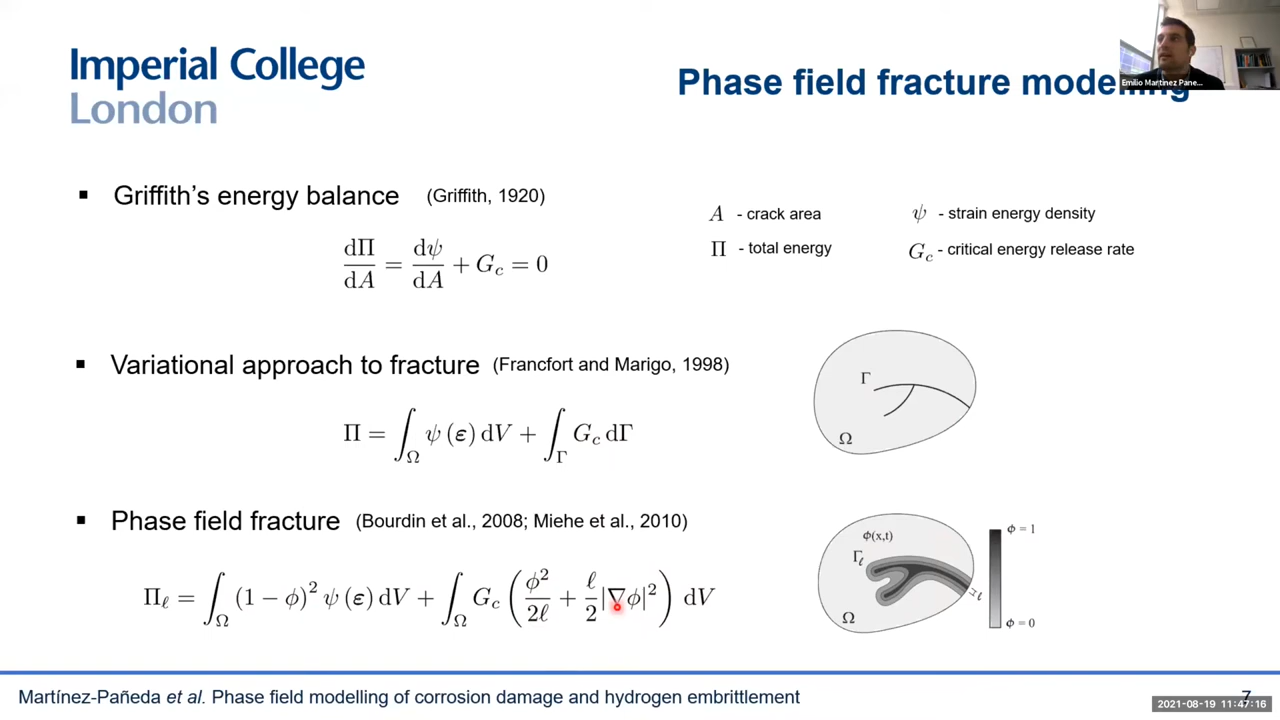 Imperial College
London
Phase field fracture modelling
Emilio Martinez Pane...
▪ Griffith's energy balance (Griffith, 1920)
dΠ/dA = dψ/dA + G_c = 0
A - crack area
ψ - strain energy density
Π - total energy
G_c - critical energy release rate
▪ Variational approach to fracture (Francfort and Marigo, 1998)
Π = ∫_Ω ψ (ε) dV + ∫_Γ G_c dΓ
Γ
Ω
▪ Phase field fracture (Bourdin et al., 2008; Miehe et al., 2010)
Π_ℓ = ∫_Ω (1 − ϕ)² ψ (ε) dV + ∫_Ω G_c (ϕ²/2ℓ + ℓ/2 |∇ϕ|²) dV
ϕ(x,t)
Γ_ℓ
Ω
ℓ
ϕ = 1
ϕ = 0
Martínez-Pañeda et al. Phase field modelling of corrosion damage and hydrogen embrittlement
7
2021-08-19 11:47:16